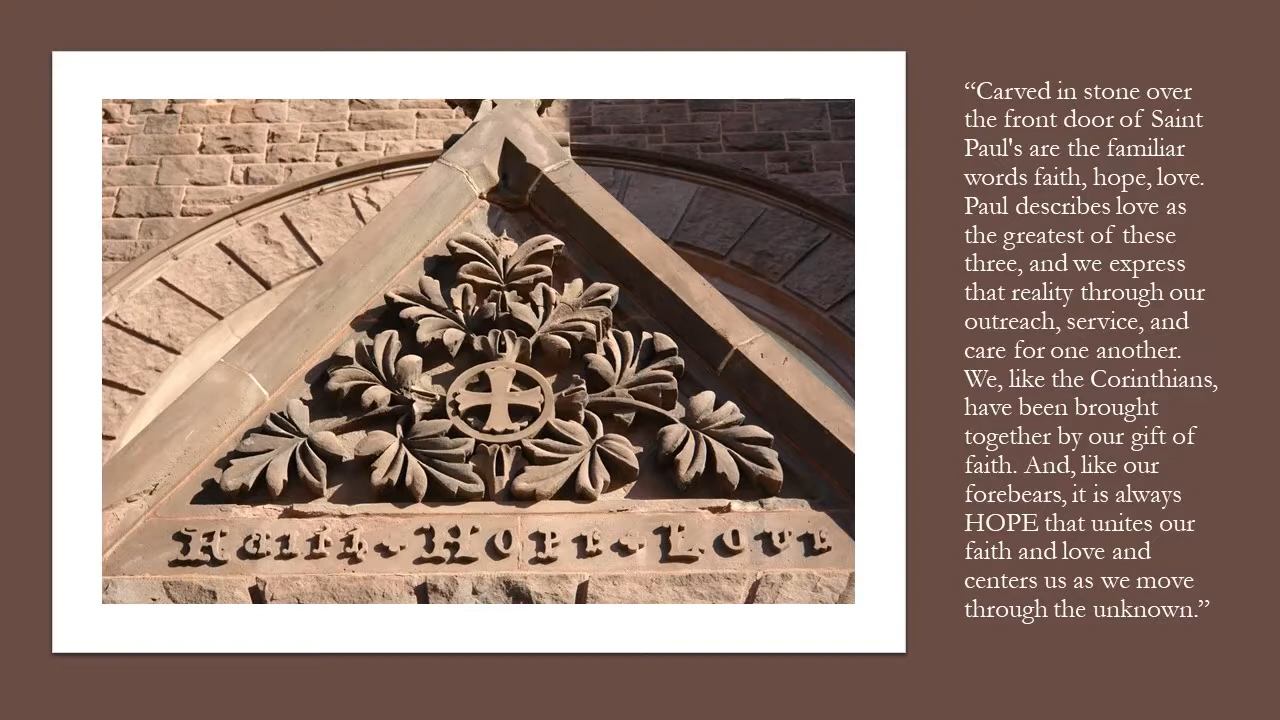 Faith • Hope • Love
“Carved in stone over
the front door of Saint
Paul's are the familiar
words faith, hope, love.
Paul describes love as
the greatest of these
three, and we express
that reality through our
outreach, service, and
care for one another.
We, like the Corinthians,
have been brought
together by our gift of
faith. And, like our
forebears, it is always
HOPE that unites our
faith and love and
centers us as we move
through the unknown.”